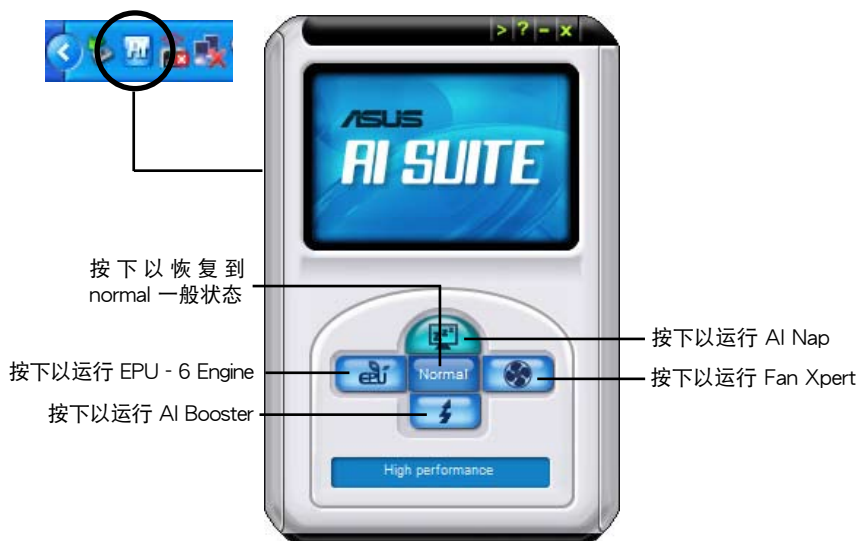 > ? - x
ASUS
AI SUITE
按下以恢复到
normal 一般状态
按下以运行 AI Nap
按下以运行 EPU - 6 Engine
EPU
Normal
按下以运行 Fan Xpert
按下以运行 AI Booster
High performance